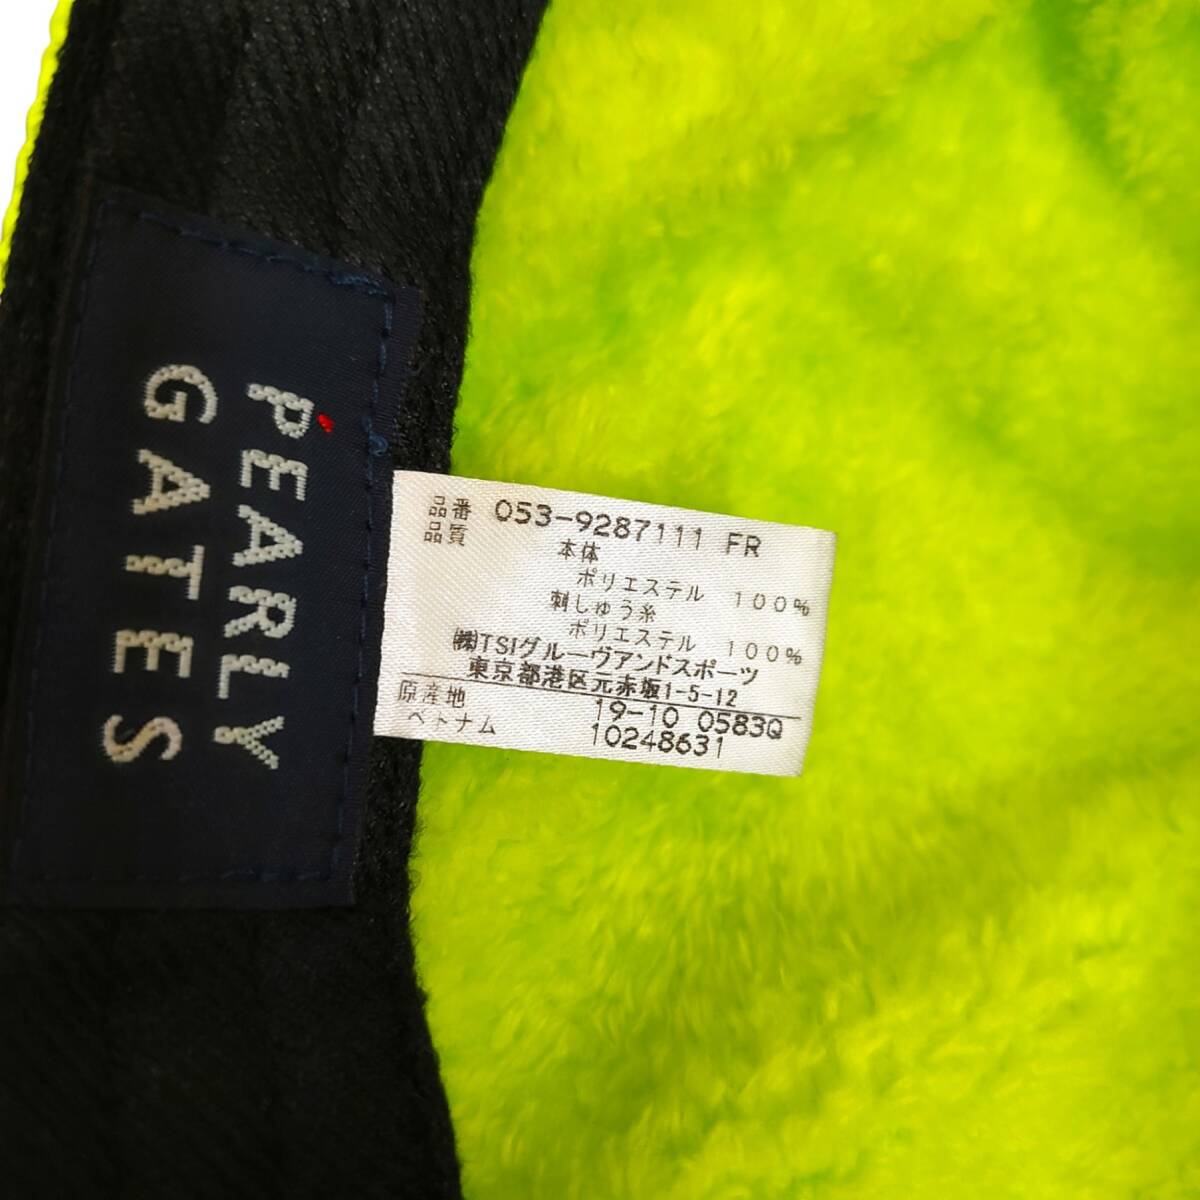 PEARLY
GATES
品番 053-9287111 FR
品質
本体
ポリエステル 100%
刺しゅう糸
ポリエステル 100%
㈱TSIグルーヴアンドスポーツ
東京都港区元赤坂1-5-12
原産地 19-10 0583Q
ベトナム 10248631